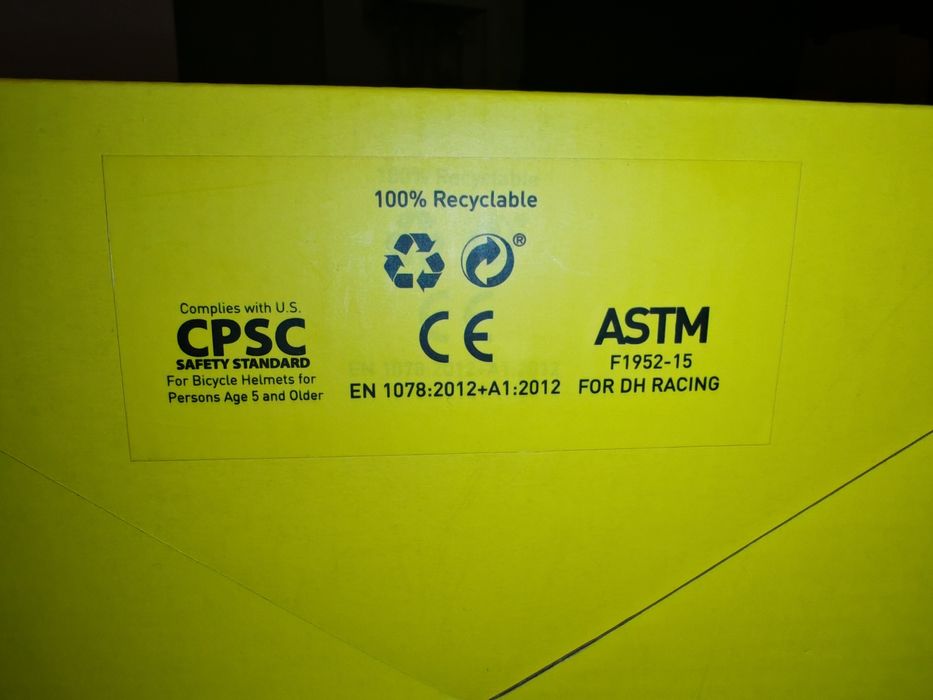 100% Recyclable
®
Complies with U.S.
CPSC
SAFETY STANDARD
For Bicycle Helmets for
Persons Age 5 and Older
CE
EN 1078:2012+A1:2012
ASTM
F1952-15
FOR DH RACING